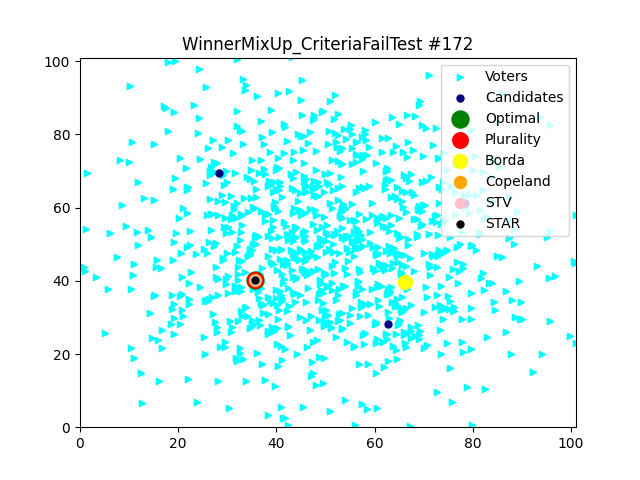 WinnerMixUp_CriteriaFailTest #172
100
80
60
40
20
0
0
20
40
60
80
100
Voters
Candidates
Optimal
Plurality
Borda
Copeland
STV
STAR